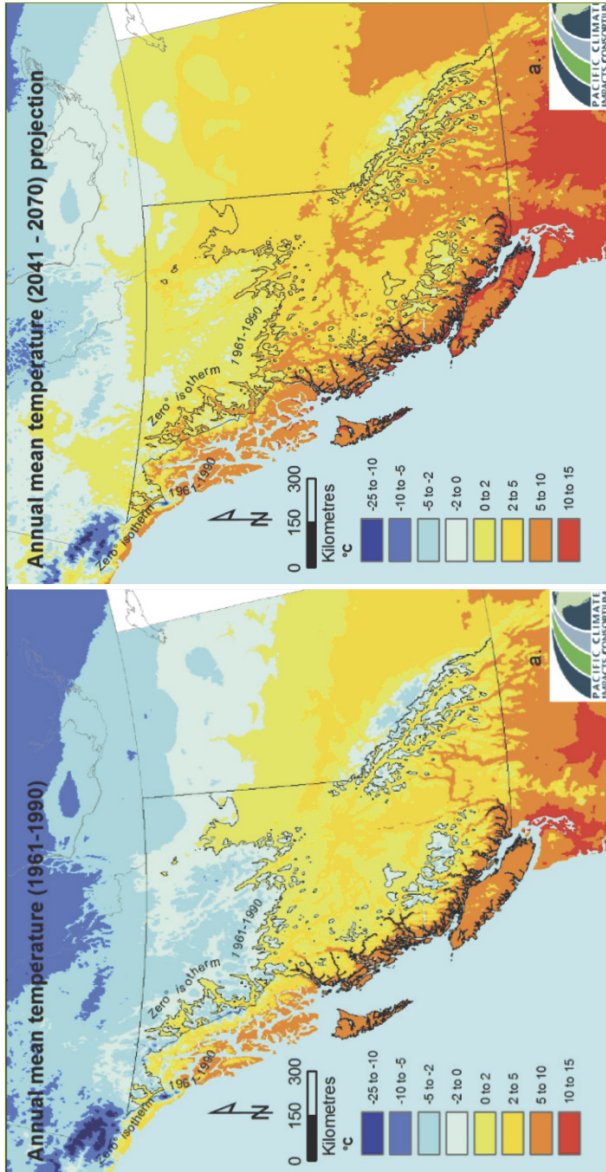 Annual mean temperature (1961-1990)
Zero° isotherm
1961-1990
Zero° isotherm
1961-1990
N
0 150 300
Kilometres
°C
-25 to -10
-10 to -5
-5 to -2
-2 to 0
0 to 2
2 to 5
5 to 10
10 to 15
a.
PACIFIC CLIMATE
IMPACTS CONSORTIUM
Annual mean temperature (2041 - 2070) projection
Zero° isotherm
1961-1990
Zero° isotherm
1961-1990
N
0 150 300
Kilometres
°C
-25 to -10
-10 to -5
-5 to -2
-2 to 0
0 to 2
2 to 5
5 to 10
10 to 15
a.
PACIFIC CLIMATE
IMPACTS CONSORTIUM